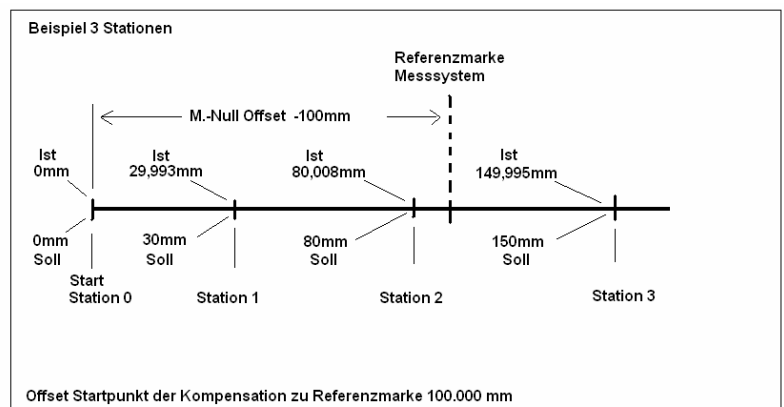 Beispiel 3 Stationen
Referenzmarke
Messsystem
M.-Null Offset -100mm
Ist
0mm
Ist
29,993mm
Ist
80,008mm
Ist
149,995mm
0mm
Soll
30mm
Soll
80mm
Soll
150mm
Soll
Start
Station 0
Station 1
Station 2
Station 3
Offset Startpunkt der Kompensation zu Referenzmarke 100.000 mm